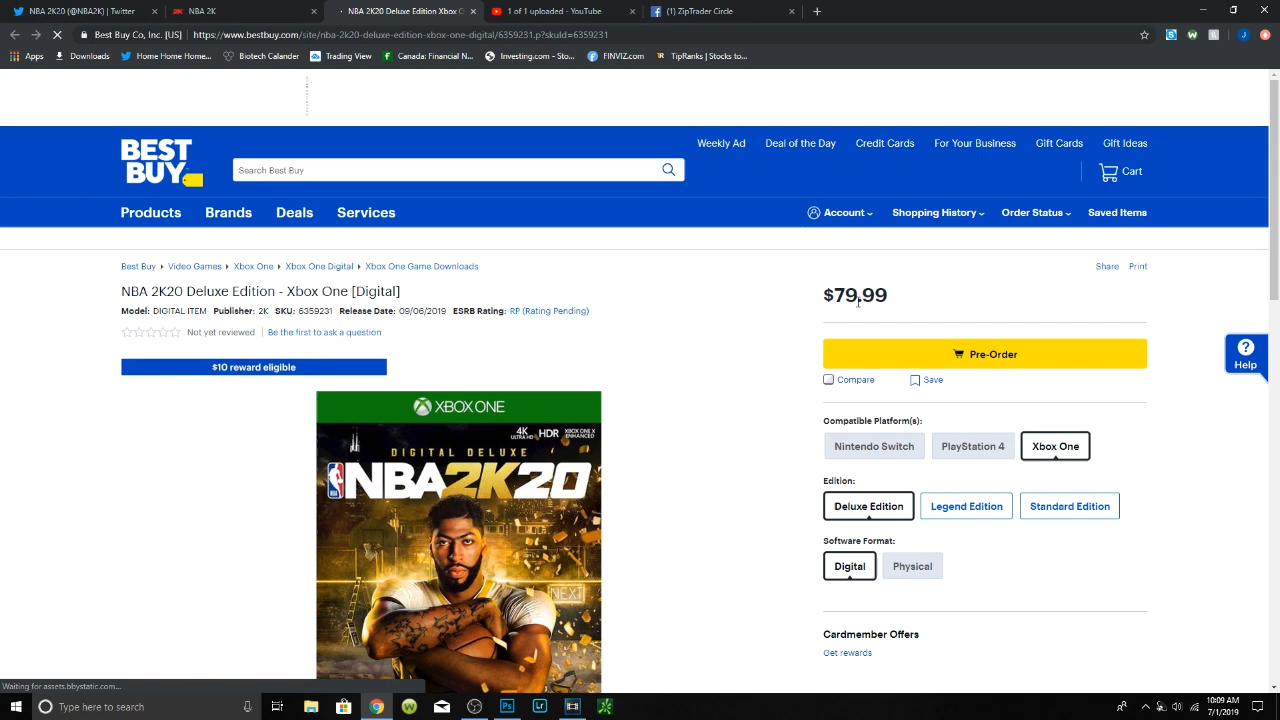 NBA 2K20 (@NBA2K) | Twitter
NBA 2K
NBA 2K20 Deluxe Edition Xbox O
1 of 1 uploaded - YouTube
(1) ZipTrader Circle
Best Buy Co, Inc. [US] | https://www.bestbuy.com/site/nba-2k20-deluxe-edition-xbox-one-digital/6359231.p?skuId=6359231
Apps
Downloads
Home Home Home...
Biotech Calander
Trading View
Canada: Financial N...
Investing.com - Sto...
FINVIZ.com
TipRanks | Stocks to...
Weekly Ad
Deal of the Day
Credit Cards
For Your Business
Gift Cards
Gift Ideas
BEST
BUY
Search Best Buy
Cart
Products
Brands
Deals
Services
Account
Shopping History
Order Status
Saved Items
Best Buy
Video Games
Xbox One
Xbox One Digital
Xbox One Game Downloads
Share
Print
NBA 2K20 Deluxe Edition - Xbox One [Digital]
$79.99
Model: DIGITAL ITEM Publisher: 2K SKU: 6359231 Release Date: 09/06/2019 ESRB Rating: RP (Rating Pending)
Not yet reviewed
Be the first to ask a question
$10 reward eligible
Pre-Order
Compare
Save
XBOX ONE
4K
ULTRA HD
HDR
XBOX ONE X
ENHANCED
DIGITAL DELUXE
NBA2K20
NEXT
Compatible Platform(s):
Nintendo Switch
PlayStation 4
Xbox One
Edition:
Deluxe Edition
Legend Edition
Standard Edition
Software Format:
Digital
Physical
Cardmember Offers
Get rewards
Help
Waiting for assets.bbystatic.com...
Type here to search
10:09 AM
7/1/2019